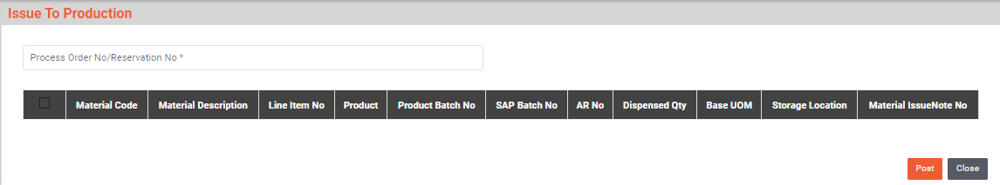 Issue To Production
Process Order No/Reservation No *
Material Code Material Description Line Item No Product Product Batch No SAP Batch No AR No Dispensed Qty Base UOM Storage Location Material IssueNote No
Post Close